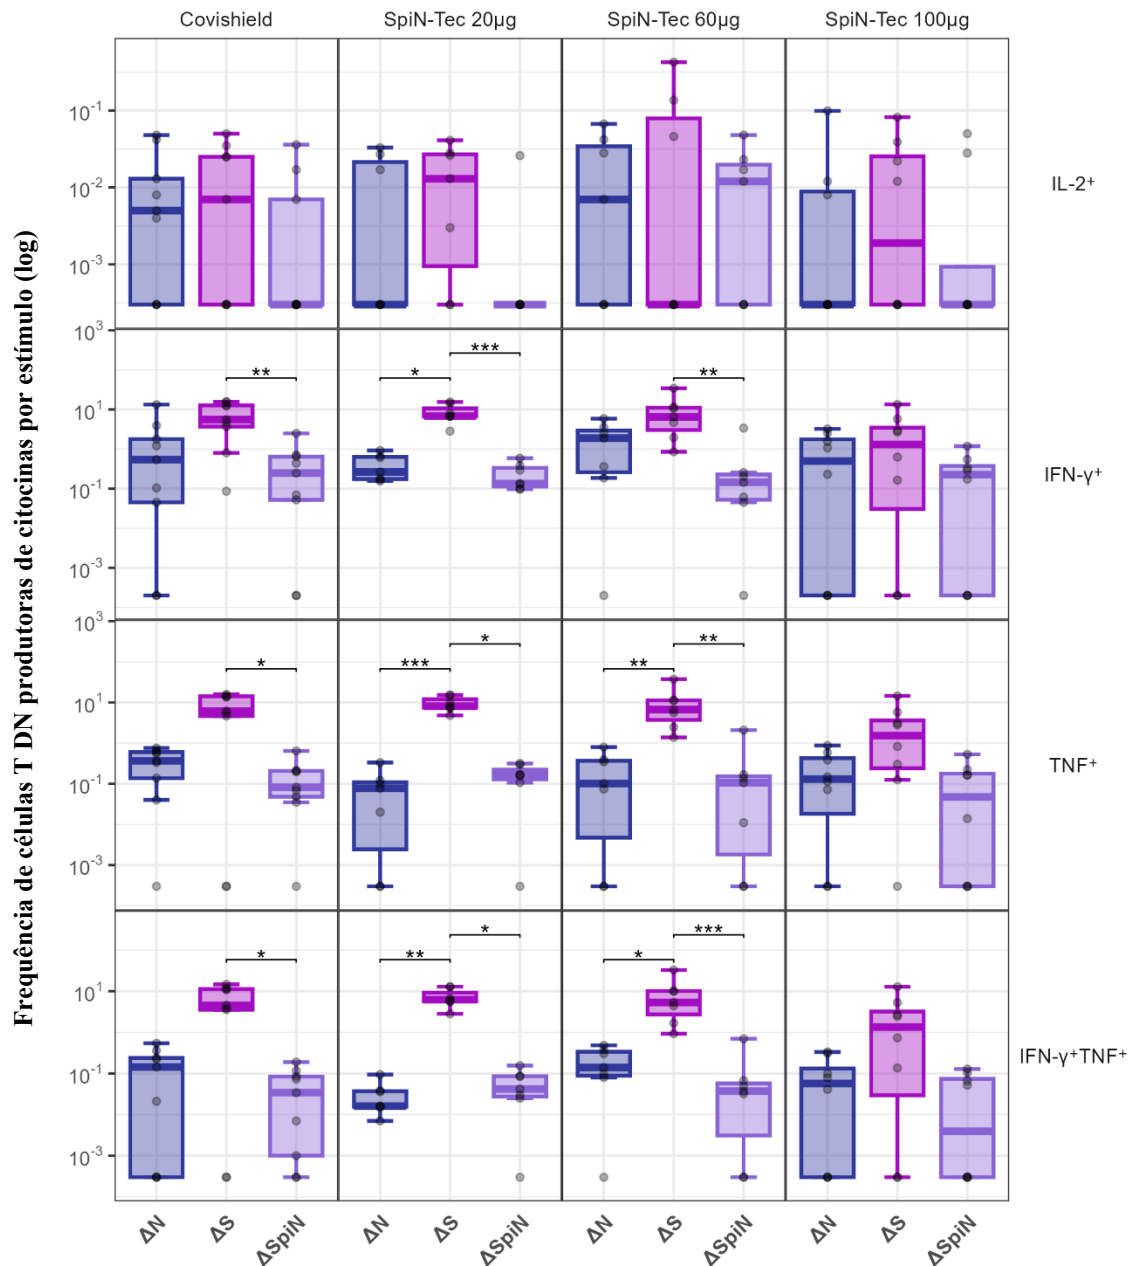 Covishield SpiN-Tec 20µg SpiN-Tec 60µg SpiN-Tec 100µg
Frequência de células T DN produtoras de citocinas por estímulo (log)
10⁻¹
10⁻²
10⁻³
IL-2⁺
10³
10¹
10⁻¹
10⁻³
** * *** **
IFN-γ⁺
10³
10¹
10⁻¹
10⁻³
* *** * ** **
TNF⁺
10¹
10⁻¹
10⁻³
* ** * * ***
IFN-γ⁺TNF⁺
ΔN ΔS ΔSpiN ΔN ΔS ΔSpiN ΔN ΔS ΔSpiN ΔN ΔS ΔSpiN